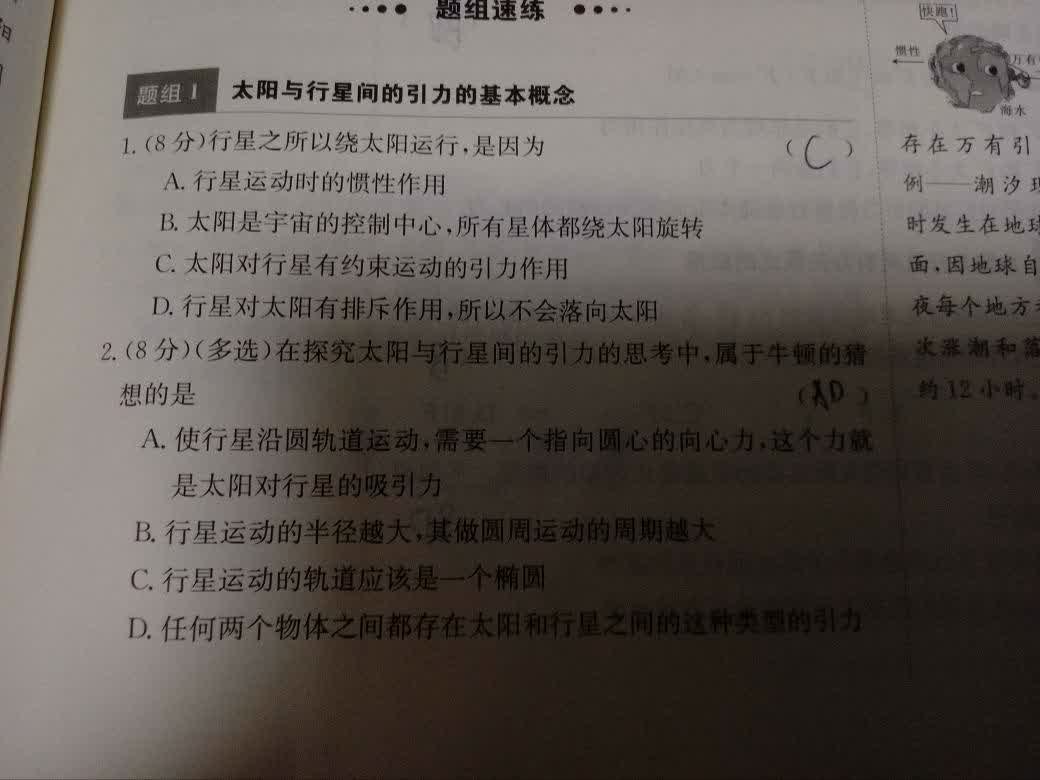 题组速练
快跑!
惯性
万有
海水
题组1 太阳与行星间的引力的基本概念
1.(8分)行星之所以绕太阳运行,是因为 (C)
A.行星运动时的惯性作用
B.太阳是宇宙的控制中心,所有星体都绕太阳旋转
C.太阳对行星有约束运动的引力作用
D.行星对太阳有排斥作用,所以不会落向太阳
2.(8分)(多选)在探究太阳与行星间的引力的思考中,属于牛顿的猜
想的是 (AD)
A.使行星沿圆轨道运动,需要一个指向圆心的向心力,这个力就
是太阳对行星的吸引力
B.行星运动的半径越大,其做圆周运动的周期越大
C.行星运动的轨道应该是一个椭圆
D.任何两个物体之间都存在太阳和行星之间的这种类型的引力
存在万有引
例——潮汐现
时发生在地球
面,因地球自
夜每个地方
次涨潮和落
约12小时。